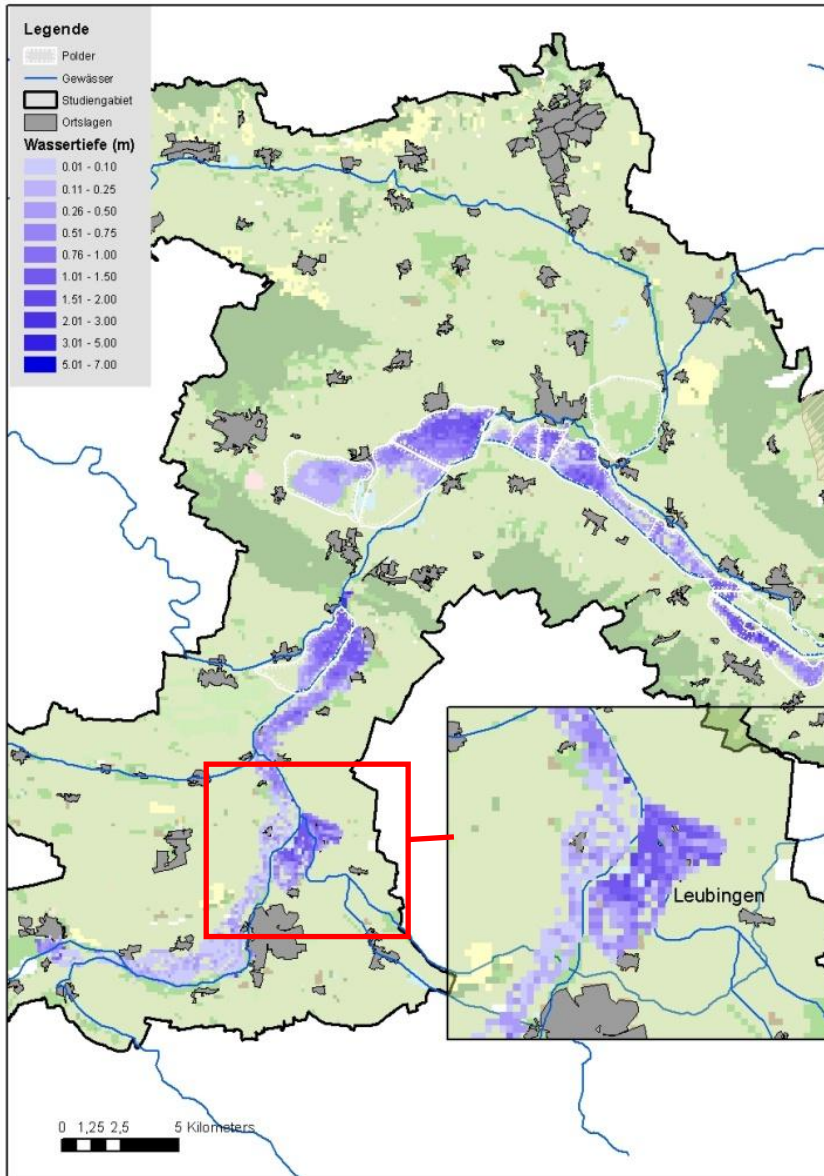 Legende
Polder
Gewässer
Studiengabiet
Ortslagen
Wassertiefe (m)
0.01 - 0.10
0.11 - 0.25
0.26 - 0.50
0.51 - 0.75
0.76 - 1.00
1.01 - 1.50
1.51 - 2.00
2.01 - 3.00
3.01 - 5.00
5.01 - 7.00
Leubingen
0 1,25 2,5 5 Kilometers